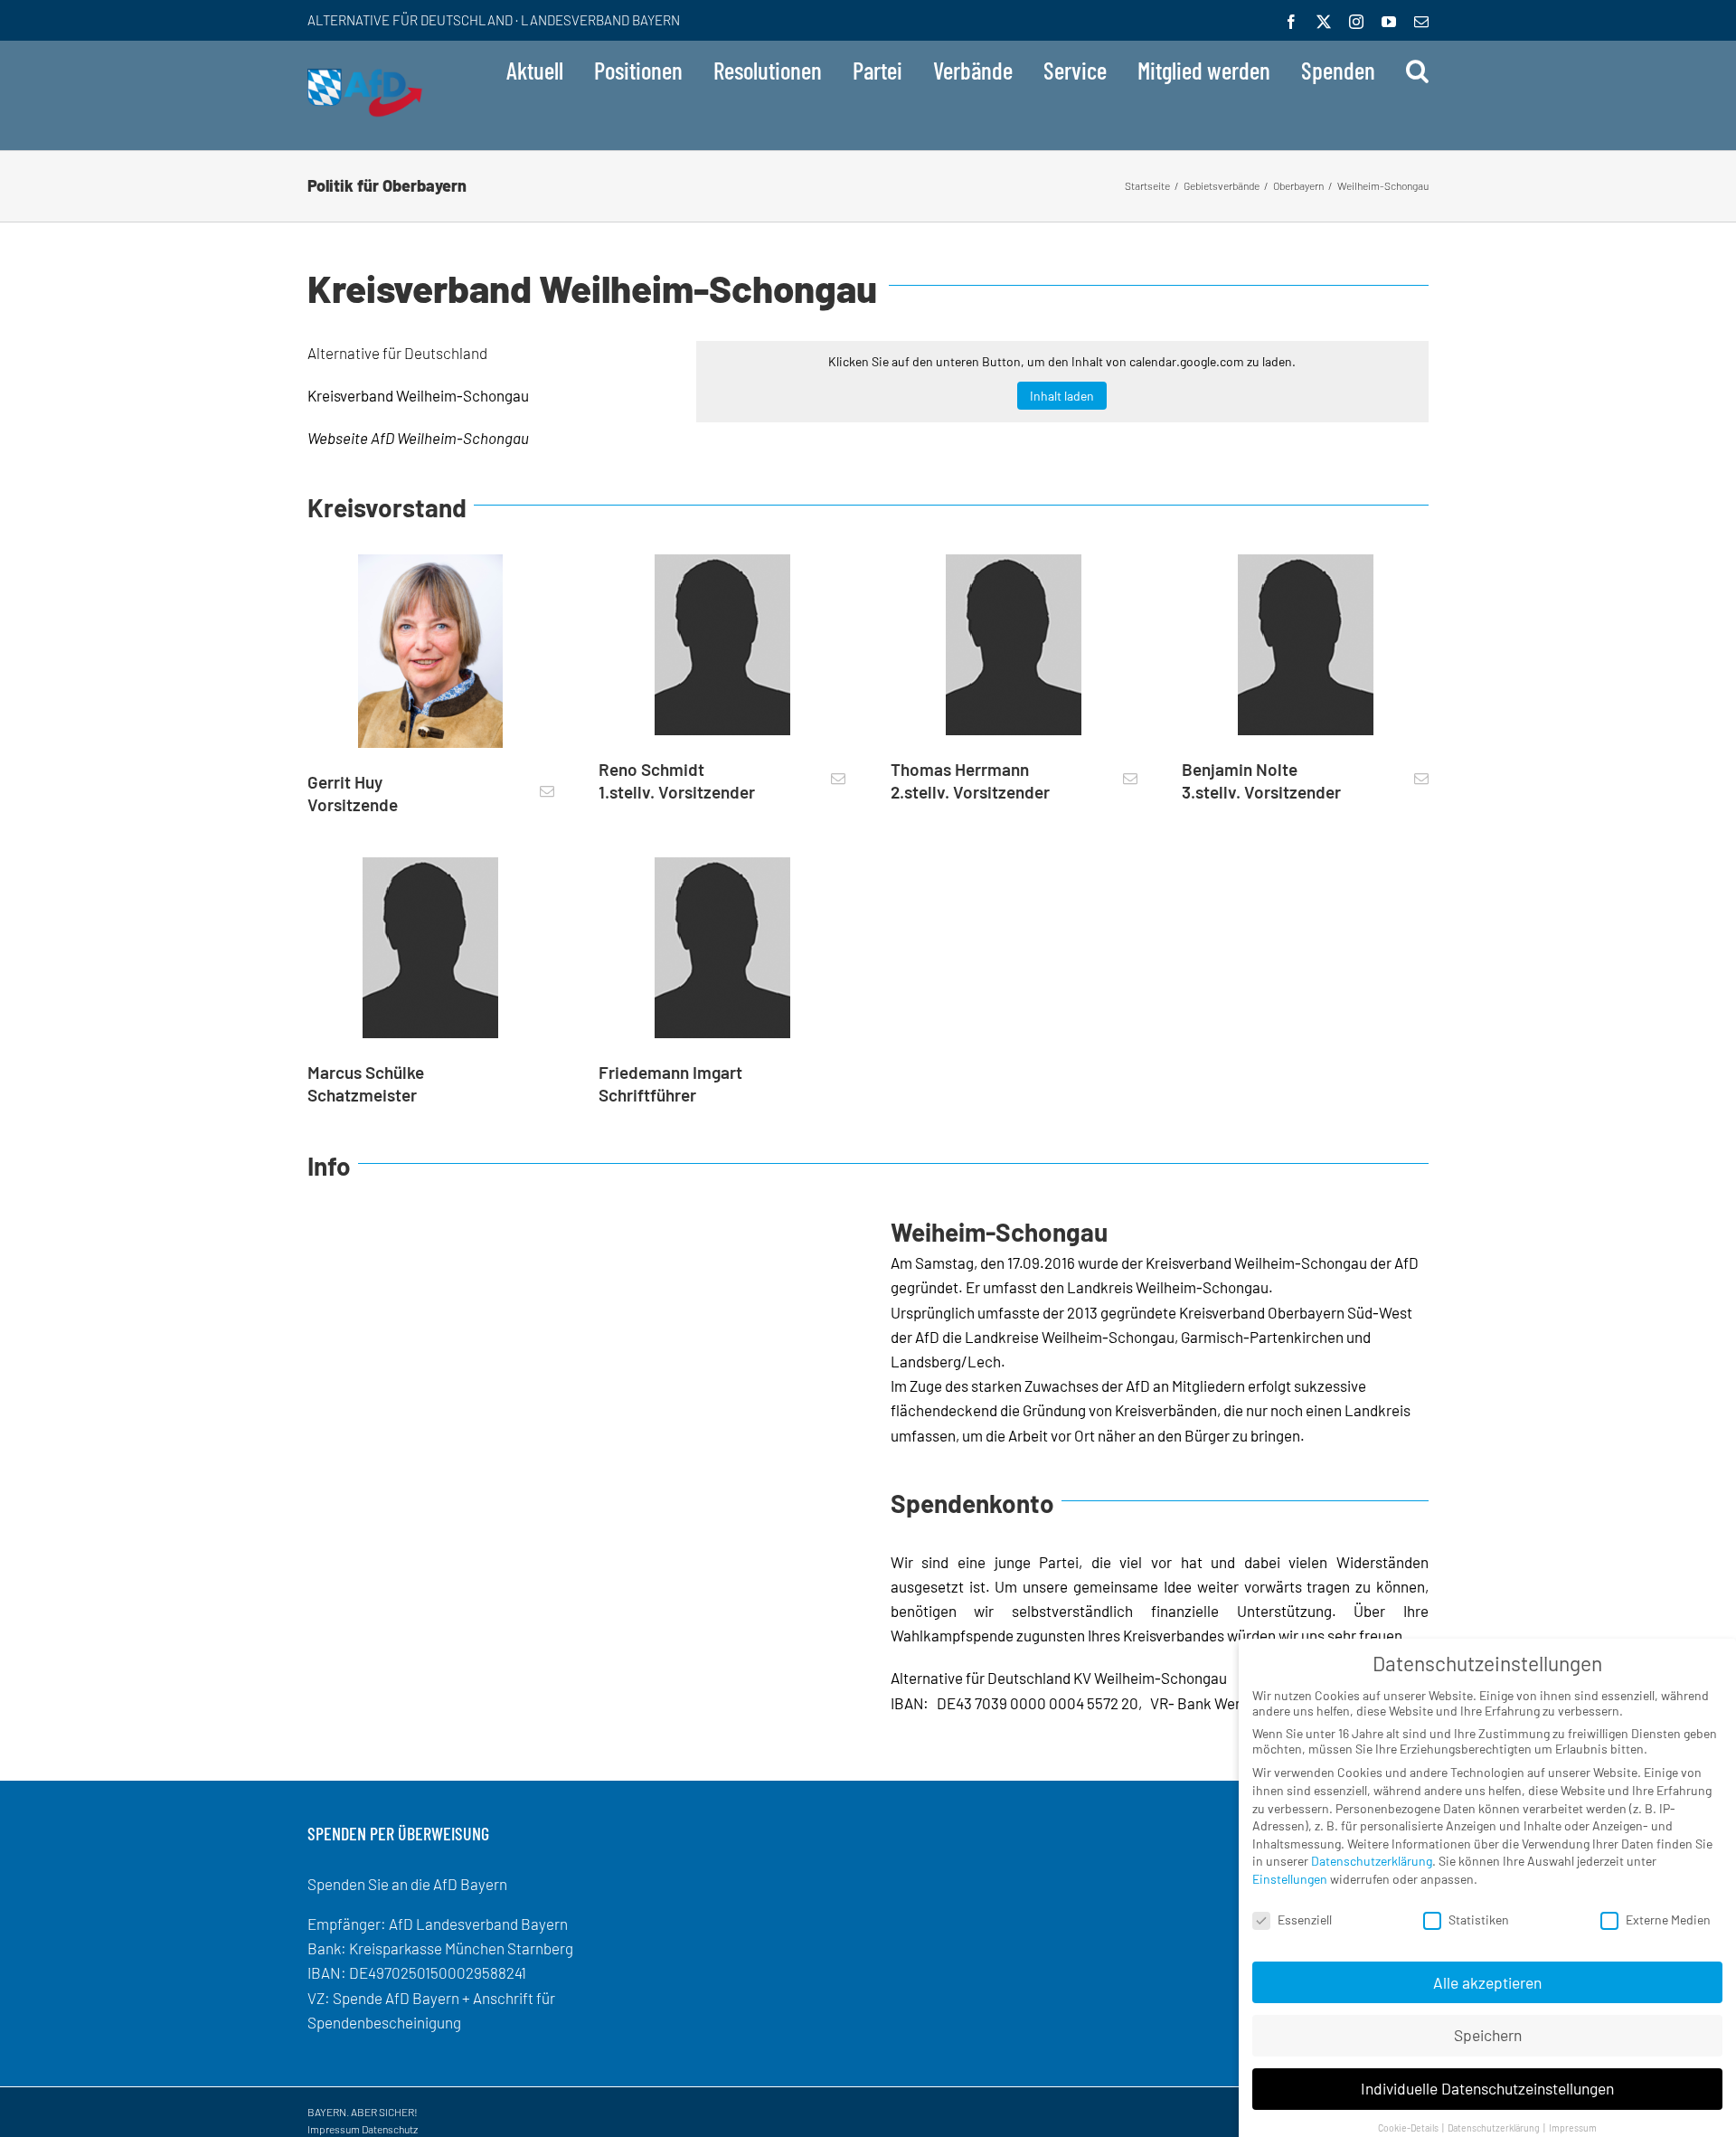 ALTERNATIVE FÜR DEUTSCHLAND · LANDESVERBAND BAYERN
AfD
Aktuell Positionen Resolutionen Partei Verbände Service Mitglied werden Spenden
Politik für Oberbayern
Startseite / Gebietsverbände / Oberbayern / Weilheim-Schongau
Kreisverband Weilheim-Schongau
Alternative für Deutschland
Kreisverband Weilheim-Schongau
Webseite AfD Weilheim-Schongau
Klicken Sie auf den unteren Button, um den Inhalt von calendar.google.com zu laden.
Inhalt laden
Kreisvorstand
Gerrit Huy
Vorsitzende
Reno Schmidt
1.stellv. Vorsitzender
Thomas Herrmann
2.stellv. Vorsitzender
Benjamin Nolte
3.stellv. Vorsitzender
Marcus Schülke
Schatzmeister
Friedemann Imgart
Schriftführer
Info
Weiheim-Schongau
Am Samstag, den 17.09.2016 wurde der Kreisverband Weilheim-Schongau der AfD
gegründet. Er umfasst den Landkreis Weilheim-Schongau.
Ursprünglich umfasste der 2013 gegründete Kreisverband Oberbayern Süd-West
der AfD die Landkreise Weilheim-Schongau, Garmisch-Partenkirchen und
Landsberg/Lech.
Im Zuge des starken Zuwachses der AfD an Mitgliedern erfolgt sukzessive
flächendeckend die Gründung von Kreisverbänden, die nur noch einen Landkreis
umfassen, um die Arbeit vor Ort näher an den Bürger zu bringen.
Spendenkonto
Wir sind eine junge Partei, die viel vor hat und dabei vielen Widerständen
ausgesetzt ist. Um unsere gemeinsame Idee weiter vorwärts tragen zu können,
benötigen wir selbstverständlich finanzielle Unterstützung. Über Ihre
Wahlkampfspende zugunsten Ihres Kreisverbandes würden wir uns sehr freuen
Alternative für Deutschland KV Weilheim-Schongau
IBAN: DE43 7039 0000 0004 5572 20, VR- Bank
SPENDEN PER ÜBERWEISUNG
Spenden Sie an die AfD Bayern
Empfänger: AfD Landesverband Bayern
Bank: Kreisparkasse München Starnberg
IBAN: DE49702501500029588241
VZ: Spende AfD Bayern + Anschrift für
Spendenbescheinigung
BAYERN. ABER SICHER!
Impressum Datenschutz
Datenschutzeinstellungen
Wir nutzen Cookies auf unserer Website. Einige von ihnen sind essenziell, während
andere uns helfen, diese Website und Ihre Erfahrung zu verbessern.
Wenn Sie unter 16 Jahre alt sind und Ihre Zustimmung zu freiwilligen Diensten geben
möchten, müssen Sie Ihre Erziehungsberechtigten um Erlaubnis bitten.
Wir verwenden Cookies und andere Technologien auf unserer Website. Einige von
ihnen sind essenziell, während andere uns helfen, diese Website und Ihre Erfahrung
zu verbessern. Personenbezogene Daten können verarbeitet werden (z. B. IP-
Adressen), z. B. für personalisierte Anzeigen und Inhalte oder Anzeigen- und
Inhaltsmessung. Weitere Informationen über die Verwendung Ihrer Daten finden Sie
in unserer Datenschutzerklärung. Sie können Ihre Auswahl jederzeit unter
Einstellungen widerrufen oder anpassen.
Essenziell Statistiken Externe Medien
Alle akzeptieren
Speichern
Individuelle Datenschutzeinstellungen
Cookie-Details | Datenschutzerklärung | Impressum